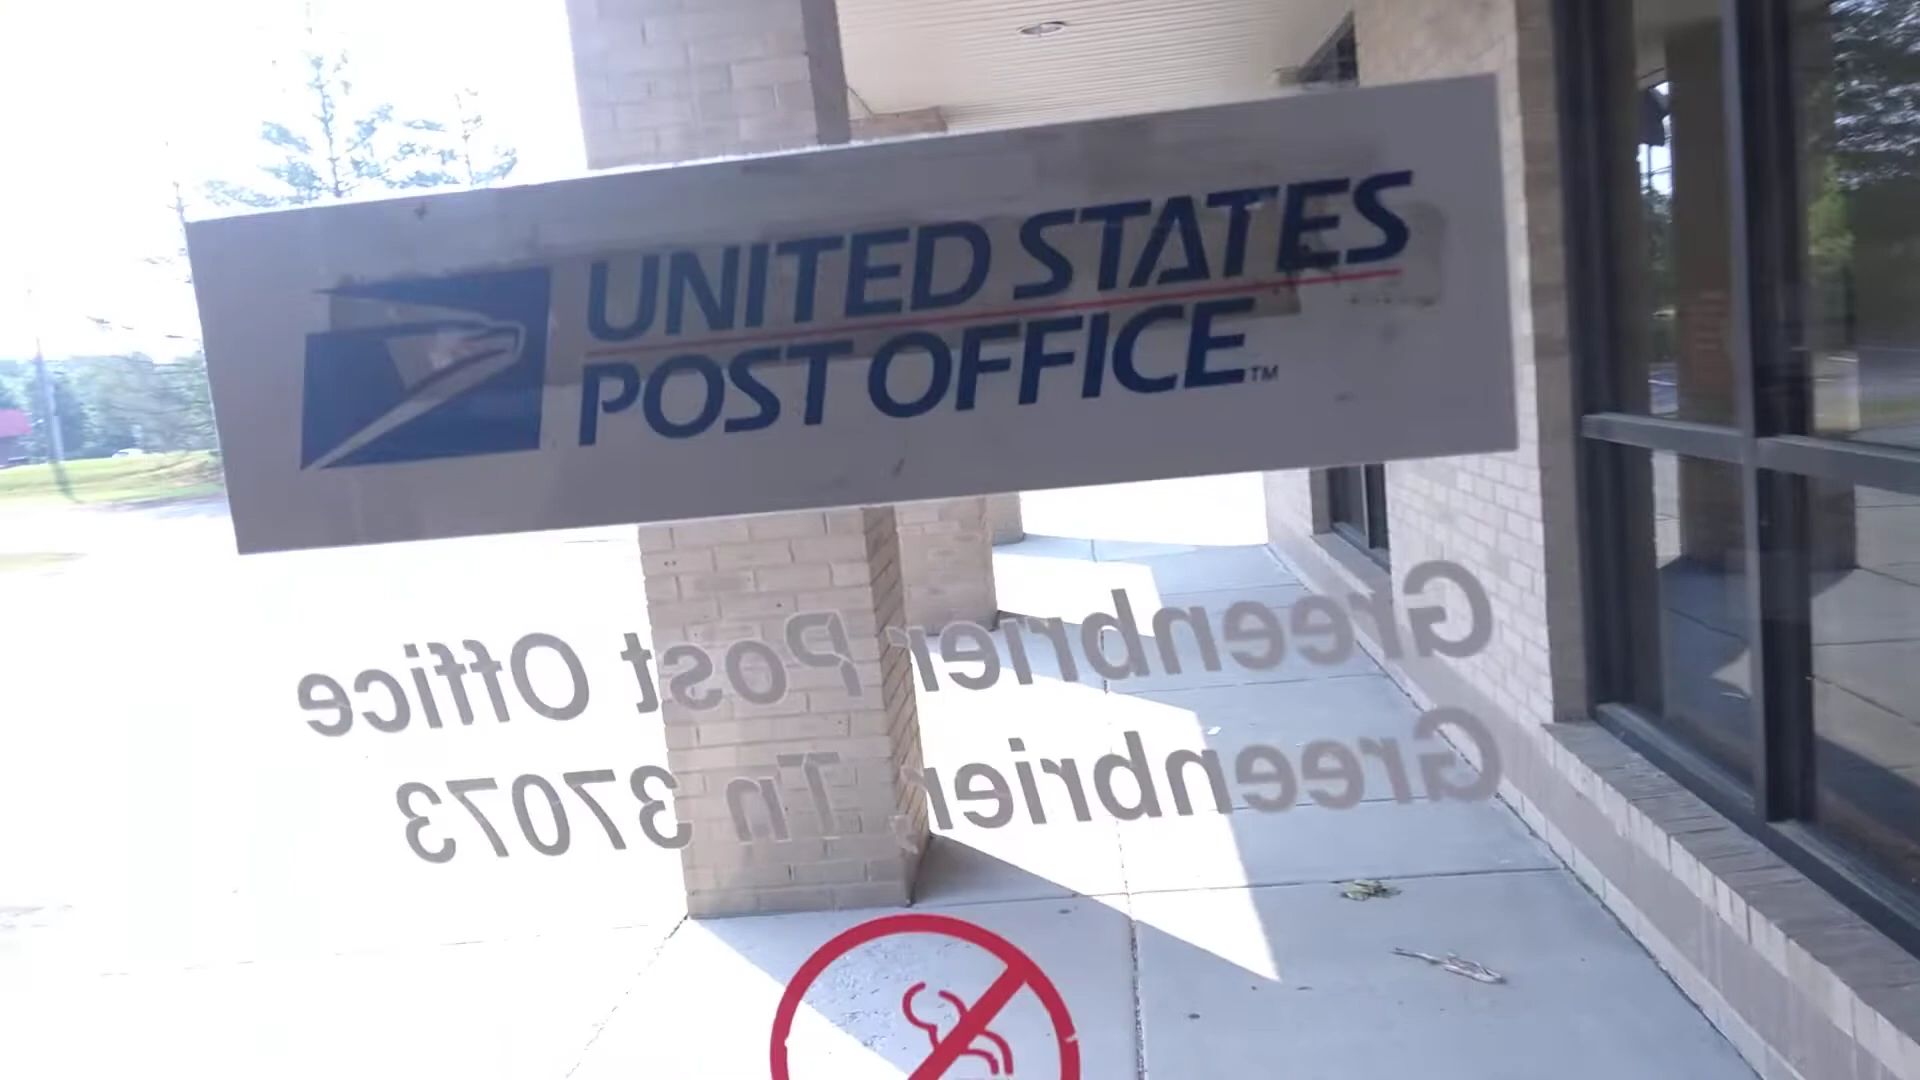 UNITED STATES
POST OFFICE™
Greenbrier Post Office
Greenbrier, Tn 37073